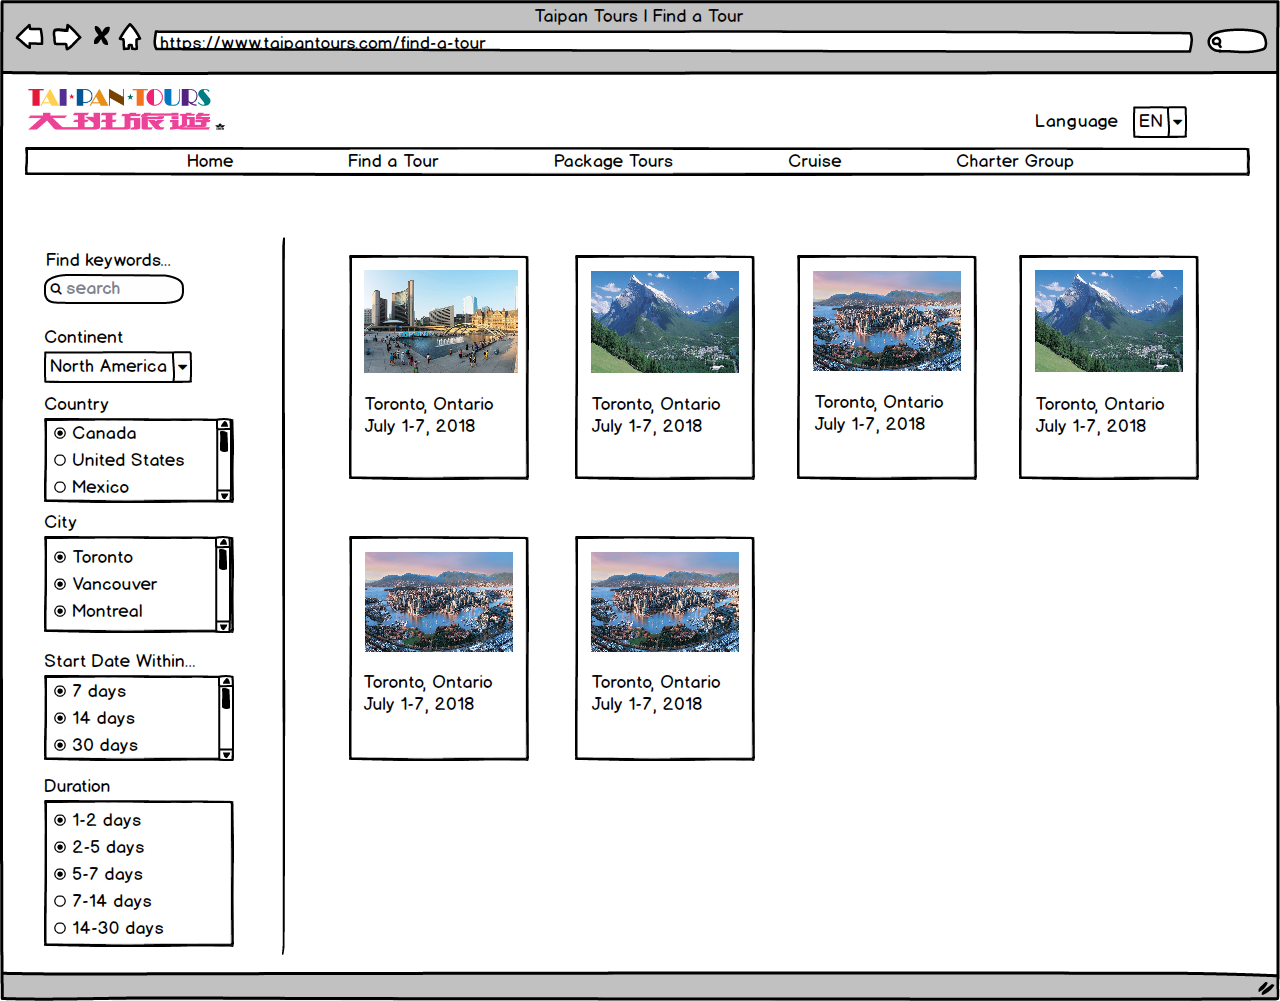 Taipan Tours | Find a Tour
https://www.taipantours.com/find-a-tour
TAI★PAN★TOURS
大班旅遊
Language EN
Home Find a Tour Package Tours Cruise Charter Group
Find keywords...
search
Continent
North America
Country
Canada
United States
Mexico
City
Toronto
Vancouver
Montreal
Start Date Within...
7 days
14 days
30 days
Duration
1-2 days
2-5 days
5-7 days
7-14 days
14-30 days
Toronto, Ontario
July 1-7, 2018
Toronto, Ontario
July 1-7, 2018
Toronto, Ontario
July 1-7, 2018
Toronto, Ontario
July 1-7, 2018
Toronto, Ontario
July 1-7, 2018
Toronto, Ontario
July 1-7, 2018